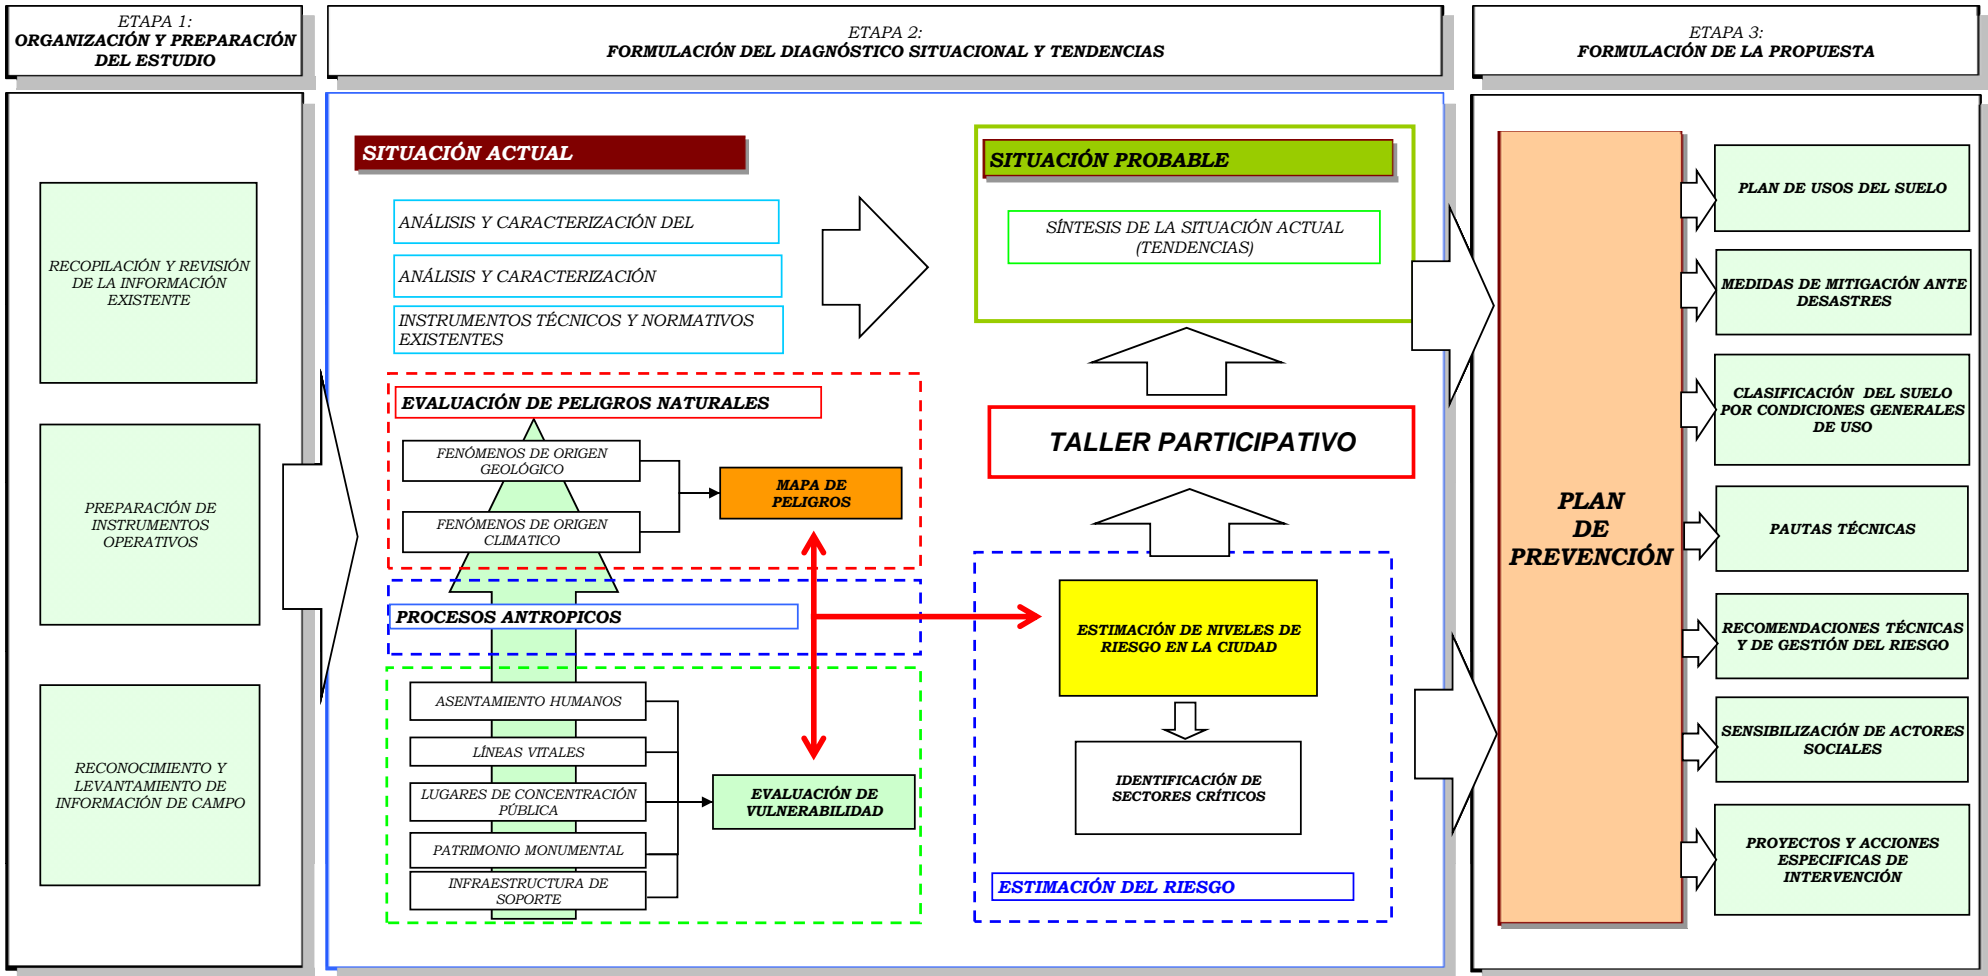 ETAPA 1:
ORGANIZACIÓN Y PREPARACIÓN
DEL ESTUDIO
ETAPA 2:
FORMULACIÓN DEL DIAGNÓSTICO SITUACIONAL Y TENDENCIAS
ETAPA 3:
FORMULACIÓN DE LA PROPUESTA
RECOPILACIÓN Y REVISIÓN
DE LA INFORMACIÓN
EXISTENTE
PREPARACIÓN DE
INSTRUMENTOS
OPERATIVOS
RECONOCIMIENTO Y
LEVANTAMIENTO DE
INFORMACIÓN DE CAMPO
SITUACIÓN ACTUAL
ANÁLISIS Y CARACTERIZACIÓN DEL
ANÁLISIS Y CARACTERIZACIÓN
INSTRUMENTOS TÉCNICOS Y NORMATIVOS
EXISTENTES
EVALUACIÓN DE PELIGROS NATURALES
FENÓMENOS DE ORIGEN
GEOLÓGICO
FENÓMENOS DE ORIGEN
CLIMATICO
MAPA DE
PELIGROS
PROCESOS ANTROPICOS
ASENTAMIENTO HUMANOS
LÍNEAS VITALES
LUGARES DE CONCENTRACIÓN
PÚBLICA
PATRIMONIO MONUMENTAL
INFRAESTRUCTURA DE
SOPORTE
EVALUACIÓN DE
VULNERABILIDAD
SITUACIÓN PROBABLE
SÍNTESIS DE LA SITUACIÓN ACTUAL
(TENDENCIAS)
TALLER PARTICIPATIVO
ESTIMACIÓN DE NIVELES DE
RIESGO EN LA CIUDAD
IDENTIFICACIÓN DE
SECTORES CRÍTICOS
ESTIMACIÓN DEL RIESGO
PLAN
DE
PREVENCIÓN
PLAN DE USOS DEL SUELO
MEDIDAS DE MITIGACIÓN ANTE
DESASTRES
CLASIFICACIÓN DEL SUELO
POR CONDICIONES GENERALES
DE USO
PAUTAS TÉCNICAS
RECOMENDACIONES TÉCNICAS
Y DE GESTIÓN DEL RIESGO
SENSIBILIZACIÓN DE ACTORES
SOCIALES
PROYECTOS Y ACCIONES
ESPECIFICAS DE
INTERVENCIÓN